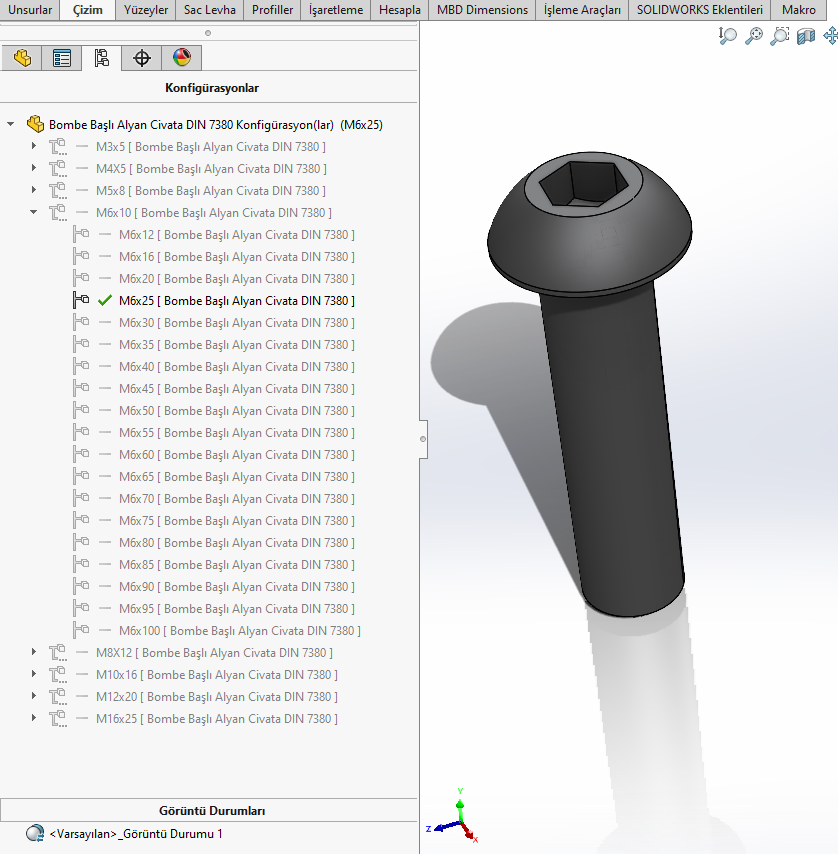 Unsurlar Çizim Yüzeyler Sac Levha Profiller İşaretleme Hesapla MBD Dimensions İşleme Araçları SOLIDWORKS Eklentileri Makro
Konfigürasyonlar
Bombe Başlı Alyan Civata DIN 7380 Konfigürasyon(lar) (M6x25)
M3x5 [ Bombe Başlı Alyan Civata DIN 7380 ]
M4X5 [ Bombe Başlı Alyan Civata DIN 7380 ]
M5x8 [ Bombe Başlı Alyan Civata DIN 7380 ]
M6x10 [ Bombe Başlı Alyan Civata DIN 7380 ]
M6x12 [ Bombe Başlı Alyan Civata DIN 7380 ]
M6x16 [ Bombe Başlı Alyan Civata DIN 7380 ]
M6x20 [ Bombe Başlı Alyan Civata DIN 7380 ]
M6x25 [ Bombe Başlı Alyan Civata DIN 7380 ]
M6x30 [ Bombe Başlı Alyan Civata DIN 7380 ]
M6x35 [ Bombe Başlı Alyan Civata DIN 7380 ]
M6x40 [ Bombe Başlı Alyan Civata DIN 7380 ]
M6x45 [ Bombe Başlı Alyan Civata DIN 7380 ]
M6x50 [ Bombe Başlı Alyan Civata DIN 7380 ]
M6x55 [ Bombe Başlı Alyan Civata DIN 7380 ]
M6x60 [ Bombe Başlı Alyan Civata DIN 7380 ]
M6x65 [ Bombe Başlı Alyan Civata DIN 7380 ]
M6x70 [ Bombe Başlı Alyan Civata DIN 7380 ]
M6x75 [ Bombe Başlı Alyan Civata DIN 7380 ]
M6x80 [ Bombe Başlı Alyan Civata DIN 7380 ]
M6x85 [ Bombe Başlı Alyan Civata DIN 7380 ]
M6x90 [ Bombe Başlı Alyan Civata DIN 7380 ]
M6x95 [ Bombe Başlı Alyan Civata DIN 7380 ]
M6x100 [ Bombe Başlı Alyan Civata DIN 7380 ]
M8X12 [ Bombe Başlı Alyan Civata DIN 7380 ]
M10x16 [ Bombe Başlı Alyan Civata DIN 7380 ]
M12x20 [ Bombe Başlı Alyan Civata DIN 7380 ]
M16x25 [ Bombe Başlı Alyan Civata DIN 7380 ]
Görüntü Durumları
<Varsayılan>_Görüntü Durumu 1
Y
Z
X